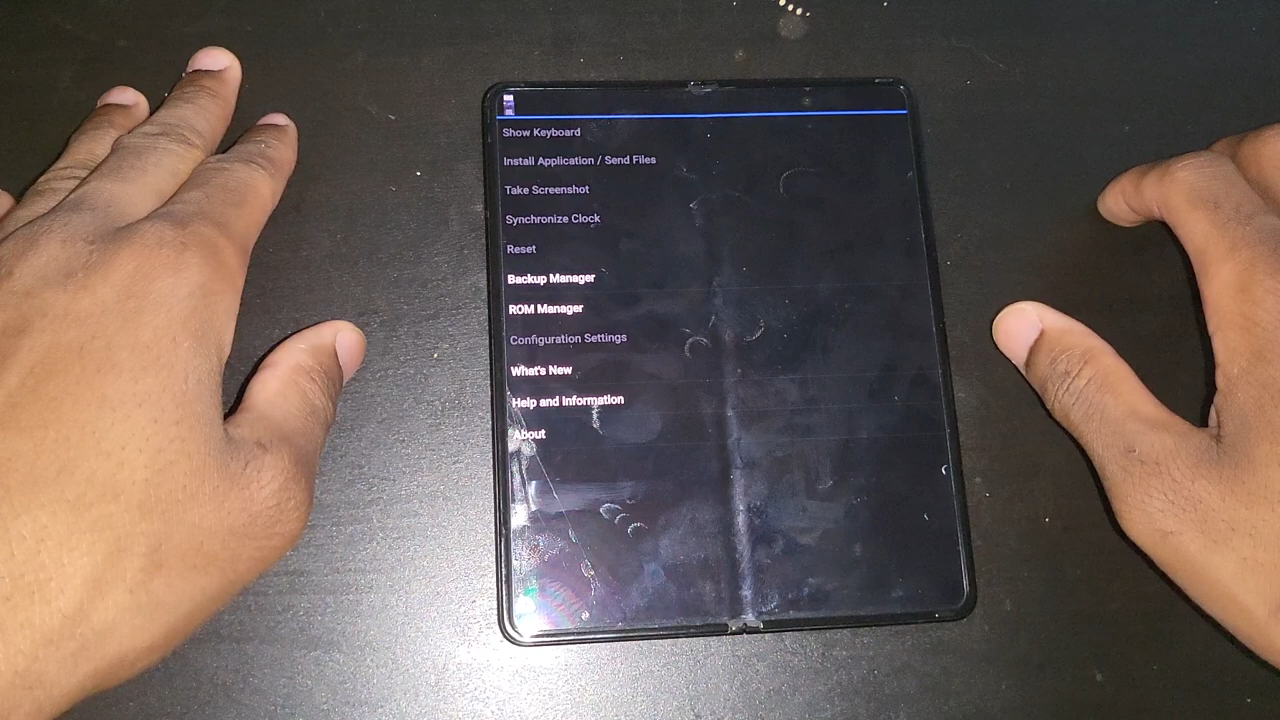 Show Keyboard
Install Application / Send Files
Take Screenshot
Synchronize Clock
Reset
Backup Manager
ROM Manager
Configuration Settings
What's New
Help and Information
About